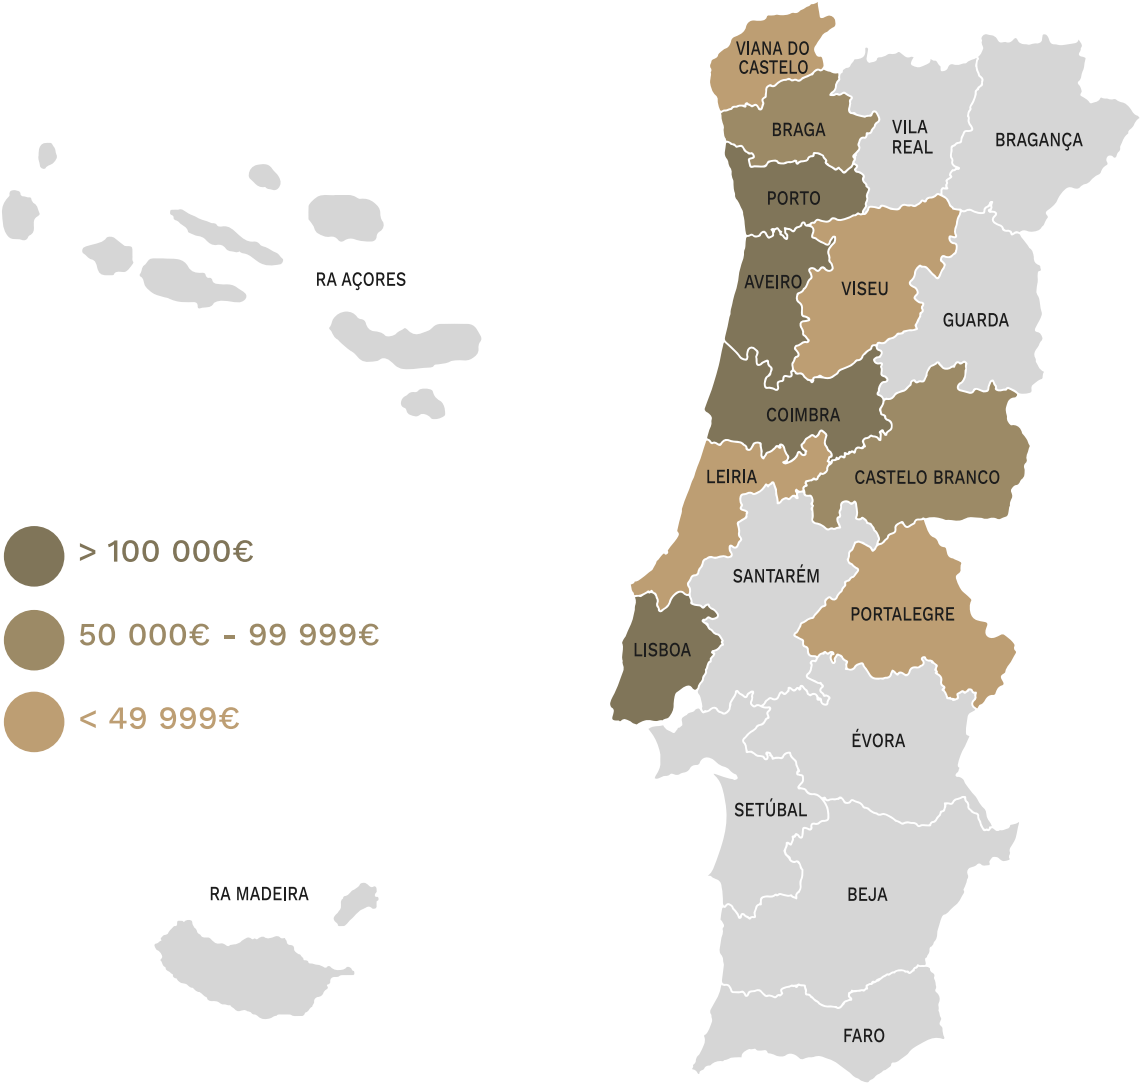 VIANA DO
CASTELO
BRAGA
VILA
REAL
BRAGANÇA
PORTO
RA AÇORES
AVEIRO
VISEU
GUARDA
COIMBRA
LEIRIA
CASTELO BRANCO
> 100 000€
SANTARÉM
PORTALEGRE
50 000€ - 99 999€
LISBOA
< 49 999€
ÉVORA
SETÚBAL
RA MADEIRA
BEJA
FARO